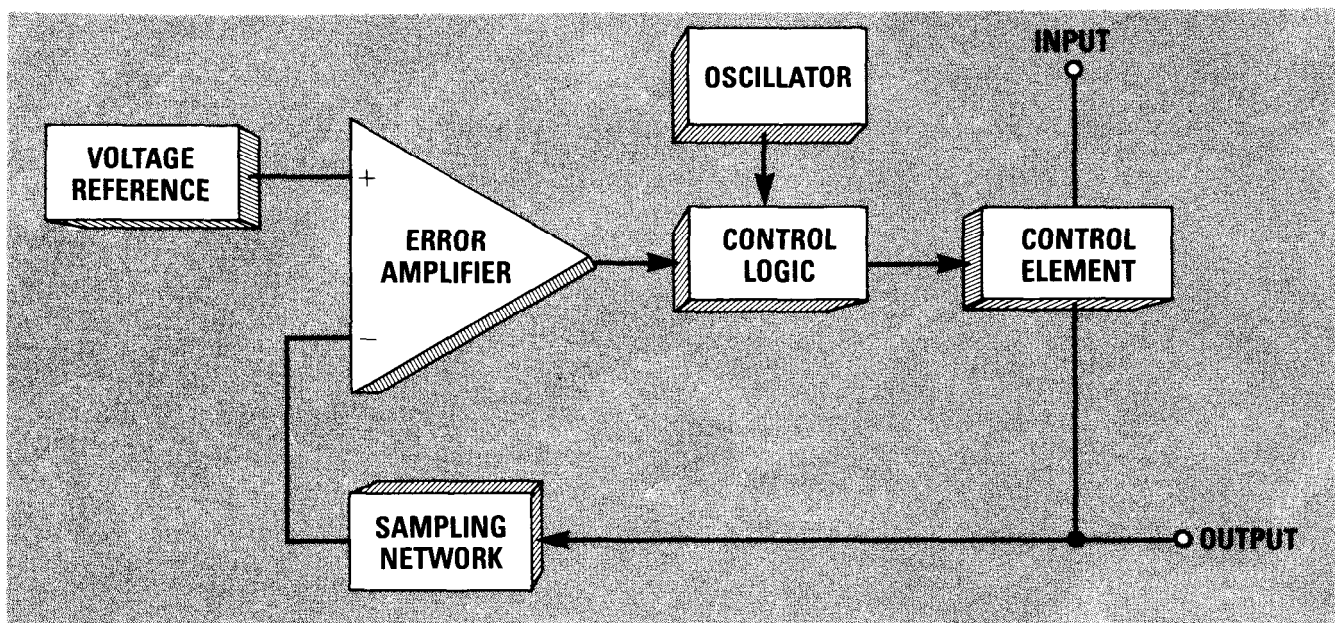 INPUT
OSCILLATOR
VOLTAGE
REFERENCE
+
ERROR
AMPLIFIER
CONTROL
LOGIC
CONTROL
ELEMENT
−
SAMPLING
NETWORK
OUTPUT